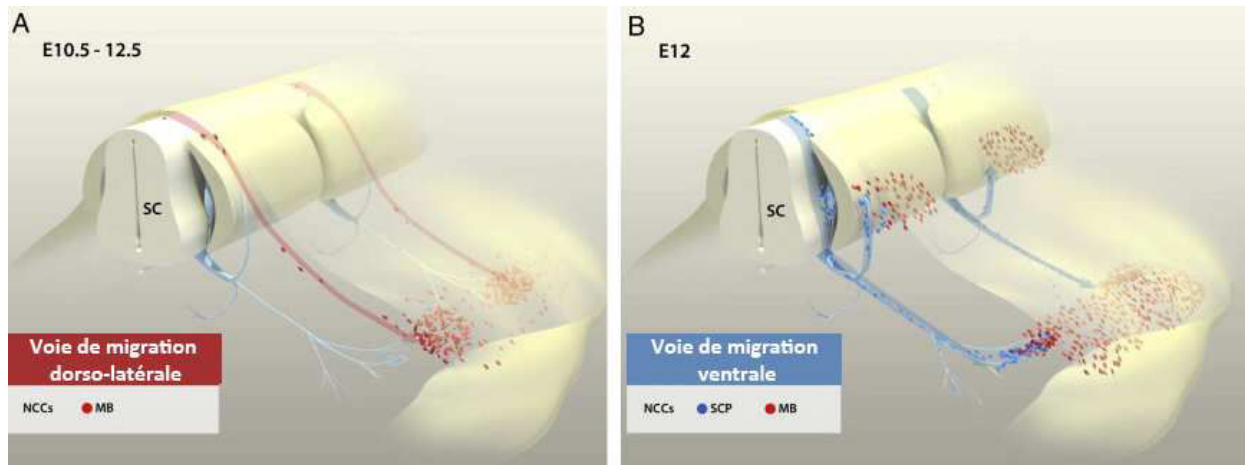 A
E10.5 - 12.5
SC
Voie de migration
dorso-latérale
NCCs MB
B
E12
SC
Voie de migration
ventrale
NCCs SCP MB